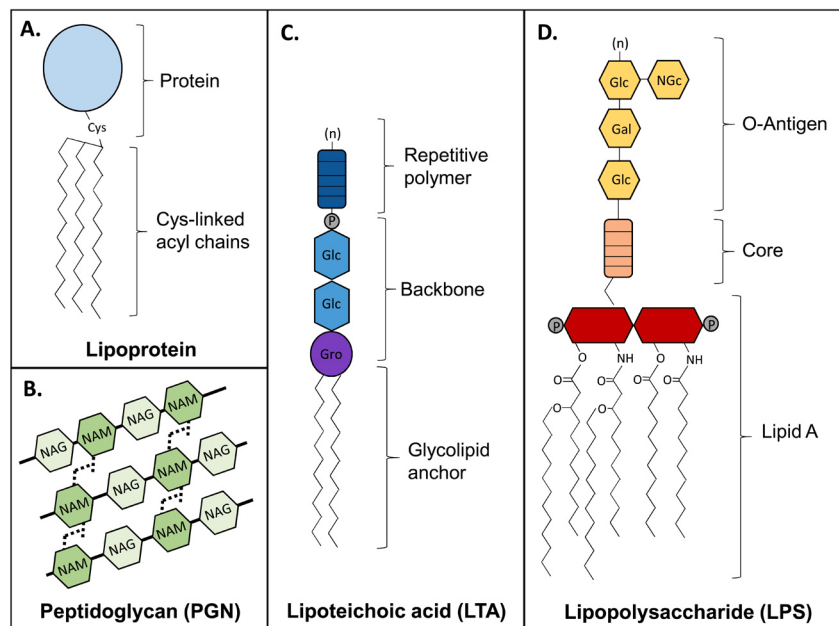 A.
Protein
Cys
Cys-linked
acyl chains
Lipoprotein
B.
NAG
NAM
NAG
NAM
NAM
NAG
NAM
NAG
NAM
NAG
NAM
NAG
Peptidoglycan (PGN)
C.
(n)
Repetitive
polymer
P
Glc
Backbone
Glc
Gro
Glycolipid
anchor
Lipoteichoic acid (LTA)
D.
(n)
Glc
NGc
O-Antigen
Gal
Glc
Core
P
P
O
NH
O
NH
O
O
O
O
O
O
Lipid A
Lipopolysaccharide (LPS)